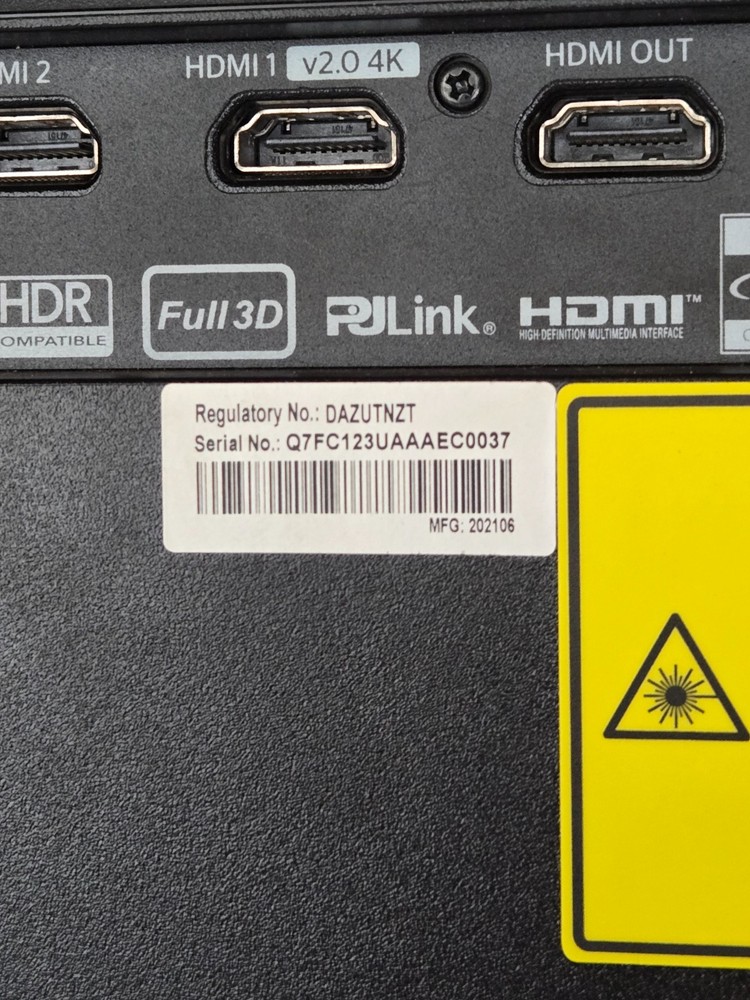 MI 2
HDMI 1 v2.0 4K
HDMI OUT
HDR
OMPATIBLE
Full 3D
PJLink®
HDMI™
HIGH-DEFINITION MULTIMEDIA INTERFACE
Regulatory No.: DAZUTNZT
Serial No.: Q7FC123UAAAEC0037
MFG: 202106